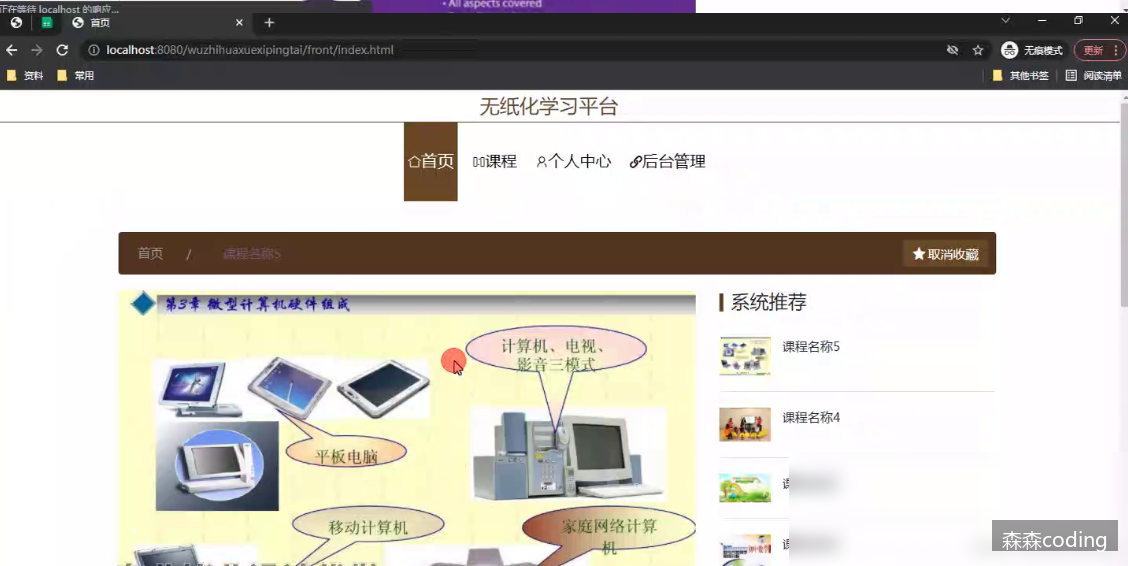 正在等待 localhost 的响应...
• All aspects covered
首页
localhost:8080/wuzhihuaxuexipingtai/front/index.html
无痕模式
更新
资料
常用
其他书签
阅读清单
无纸化学习平台
首页
课程
个人中心
后台管理
首页 / 课程名称5
取消收藏
第3章 微型计算机硬件组成
计算机、电视、
影音三模式
平板电脑
移动计算机
家庭网络计算
机
系统推荐
课程名称5
课程名称4
森森coding